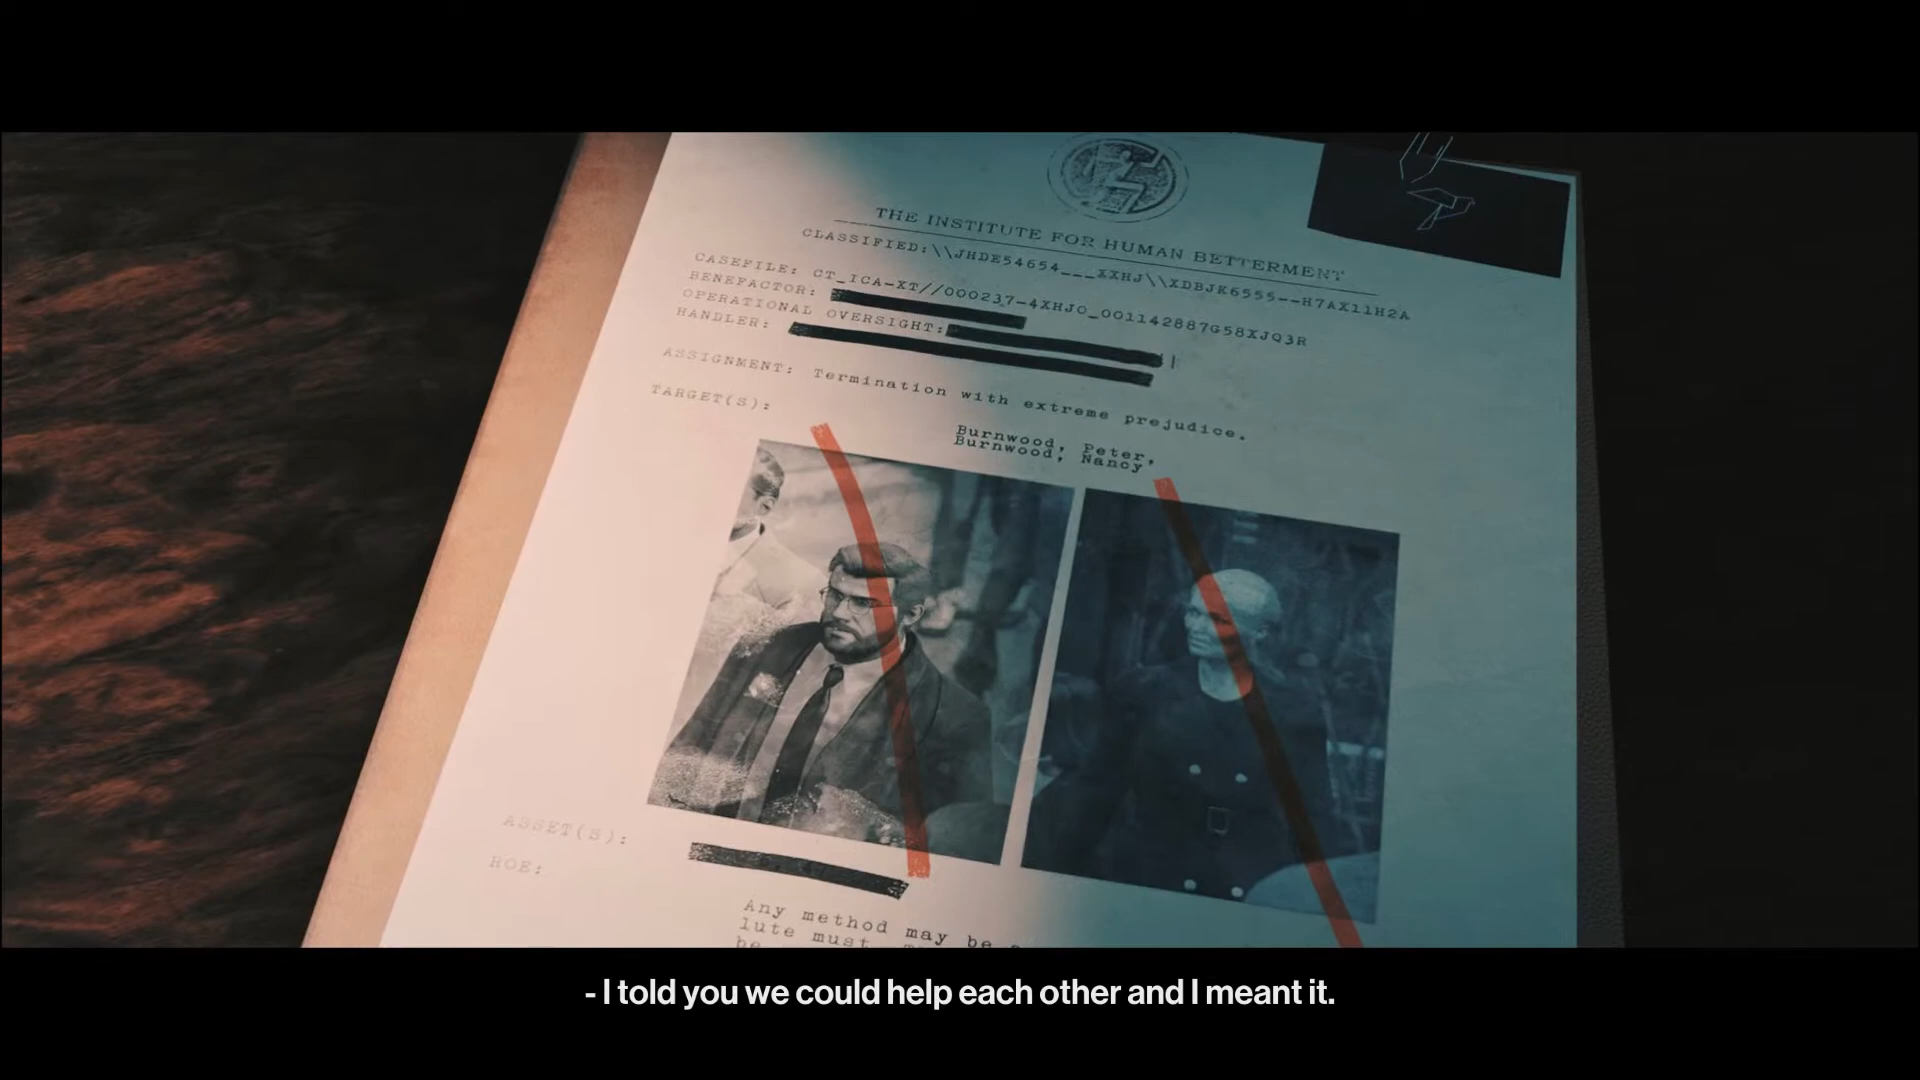 THE INSTITUTE FOR HUMAN BETTERMENT
CLASSIFIED:\\JHDE54654___XXHJ\\XDBJK6555--H7AX11H2A
CASEFILE: CT_ICA-XT//000237-4XHJO_001142887G58XJQ3R
BENEFACTOR:
OPERATIONAL OVERSIGHT:
HANDLER:
ASSIGNMENT: Termination with extreme prejudice.
TARGET(S):
Burnwood, Peter,
Burnwood, Nancy
ASSET(S):
ROE:
Any method may be
lute must
be
- I told you we could help each other and I meant it.